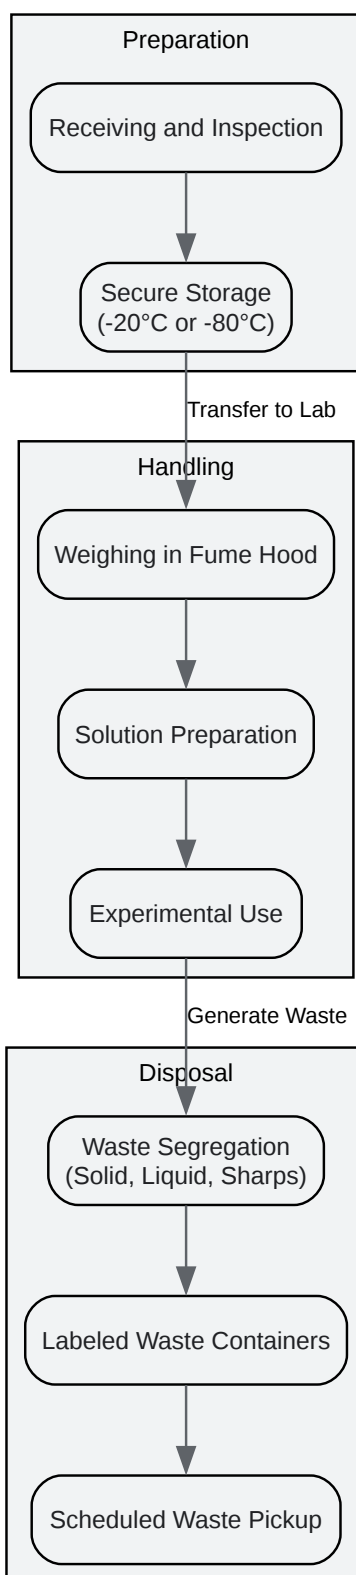 Preparation
Receiving and Inspection
Secure Storage
(-20°C or -80°C)
Transfer to Lab
Handling
Weighing in Fume Hood
Solution Preparation
Experimental Use
Generate Waste
Disposal
Waste Segregation
(Solid, Liquid, Sharps)
Labeled Waste Containers
Scheduled Waste Pickup